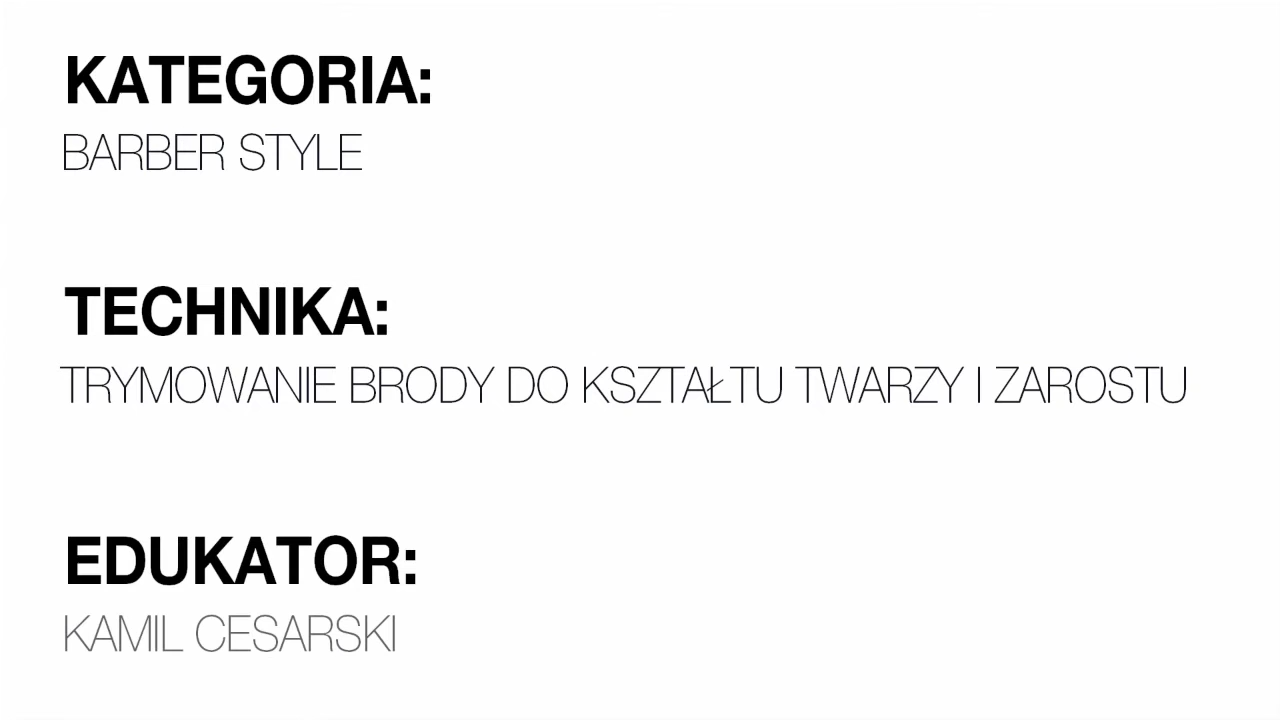 KATEGORIA:
BARBER STYLE
TECHNIKA:
TRYMOWANIE BRODY DO KSZTAŁTU TWARZY I ZAROSTU
EDUKATOR:
KAMIL CESARSKI